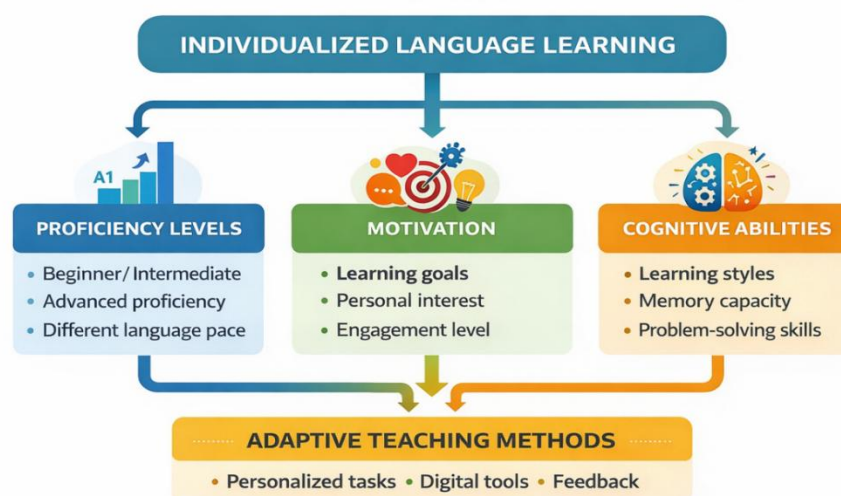 INDIVIDUALIZED LANGUAGE LEARNING
A1
PROFICIENCY LEVELS
• Beginner/ Intermediate
• Advanced proficiency
• Different language pace
MOTIVATION
• Learning goals
• Personal interest
• Engagement level
COGNITIVE ABILITIES
• Learning styles
• Memory capacity
• Problem-solving skills
ADAPTIVE TEACHING METHODS
• Personalized tasks • Digital tools • Feedback